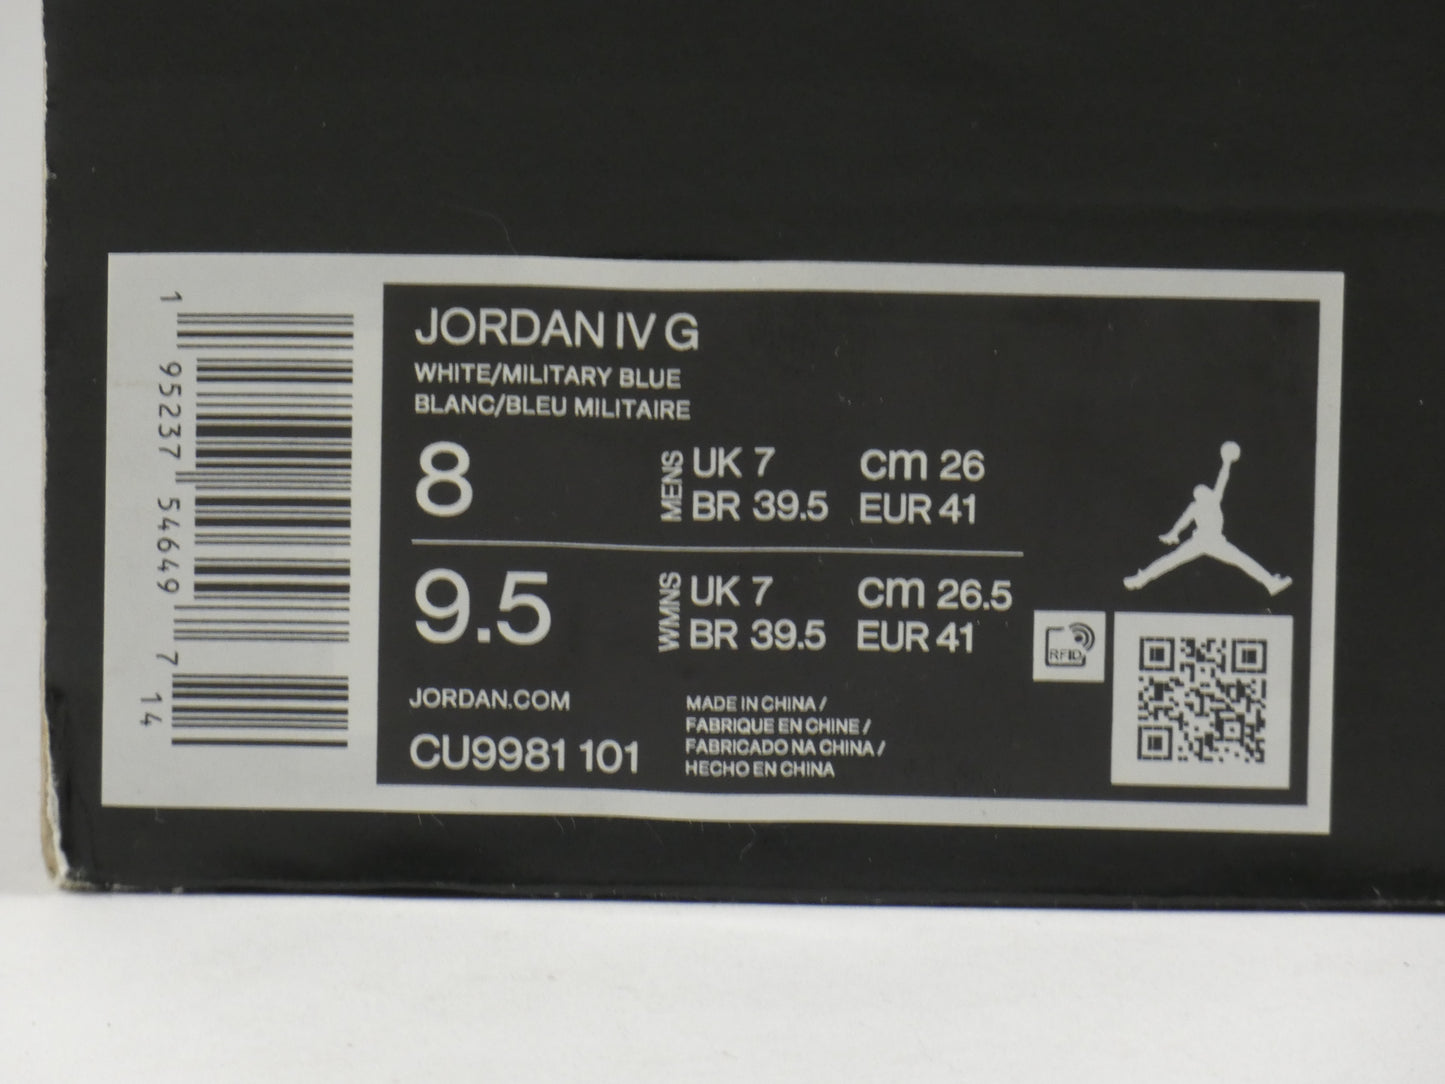 JORDAN IV G
WHITE/MILITARY BLUE
BLANC/BLEU MILITAIRE
8
MENS
UK 7 cm 26
BR 39.5 EUR 41
9.5
WMNS
UK 7 cm 26.5
BR 39.5 EUR 41
JORDAN.COM
CU9981 101
MADE IN CHINA /
FABRIQUE EN CHINE /
FABRICADO NA CHINA /
HECHO EN CHINA
RFID
1 95237 54649 7
14